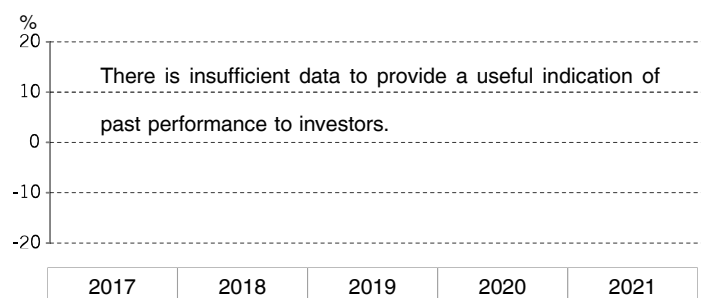 %
20
There is insufficient data to provide a useful indication of
10
past performance to investors.
0
-10
-20
2017 2018 2019 2020 2021